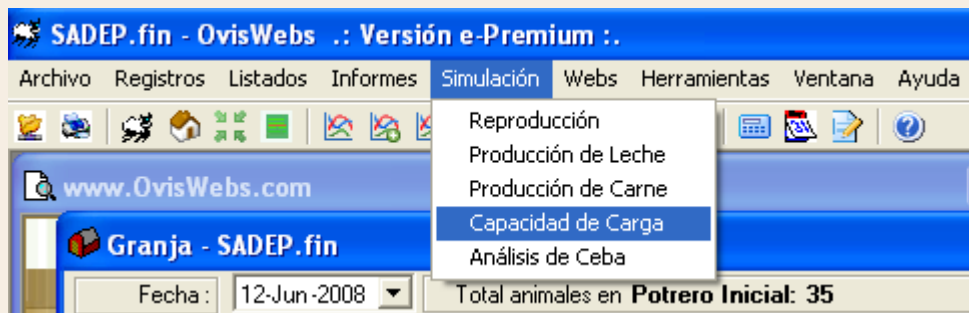 SADEP.fin - OvisWebs .: Versión e-Premium :.
Archivo Registros Listados Informes Simulación Webs Herramientas Ventana Ayuda
Reproducción
Producción de Leche
Producción de Carne
Capacidad de Carga
Análisis de Ceba
www.OvisWebs.com
Granja - SADEP.fin
Fecha : 12-Jun-2008 Total animales en Potrero Inicial: 35